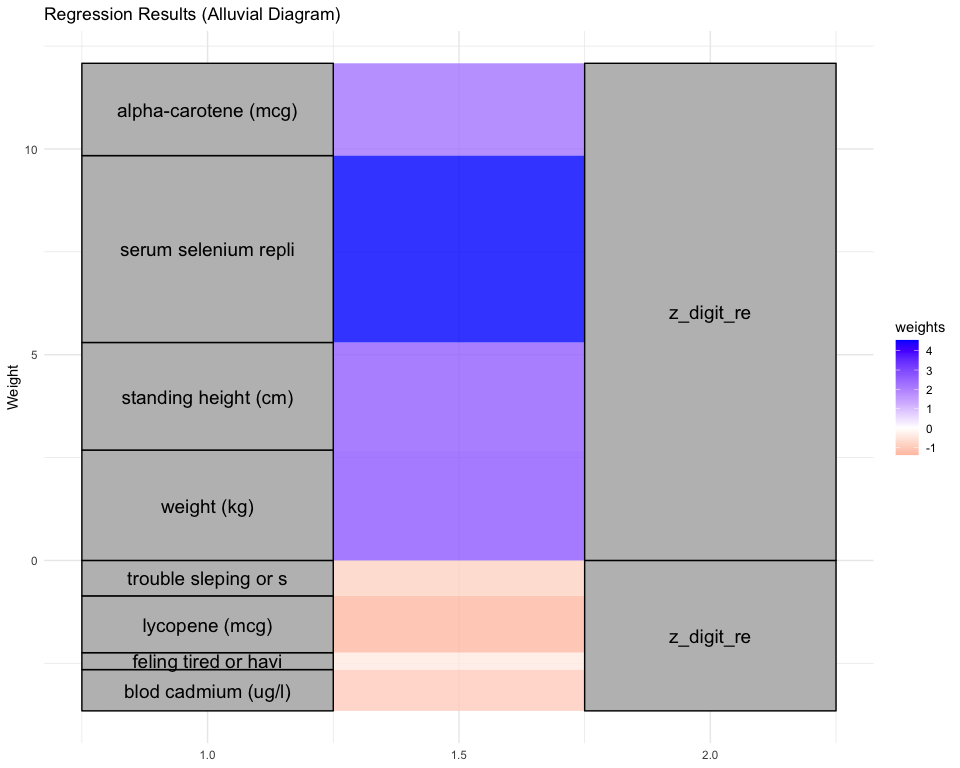 Regression Results (Alluvial Diagram)
Weight
10
5
0
alpha-carotene (mcg)
serum selenium repli
standing height (cm)
weight (kg)
trouble sleping or s
lycopene (mcg)
feling tired or havi
blod cadmium (ug/l)
z_digit_re
z_digit_re
1.0
1.5
2.0
weights
4
3
2
1
0
-1